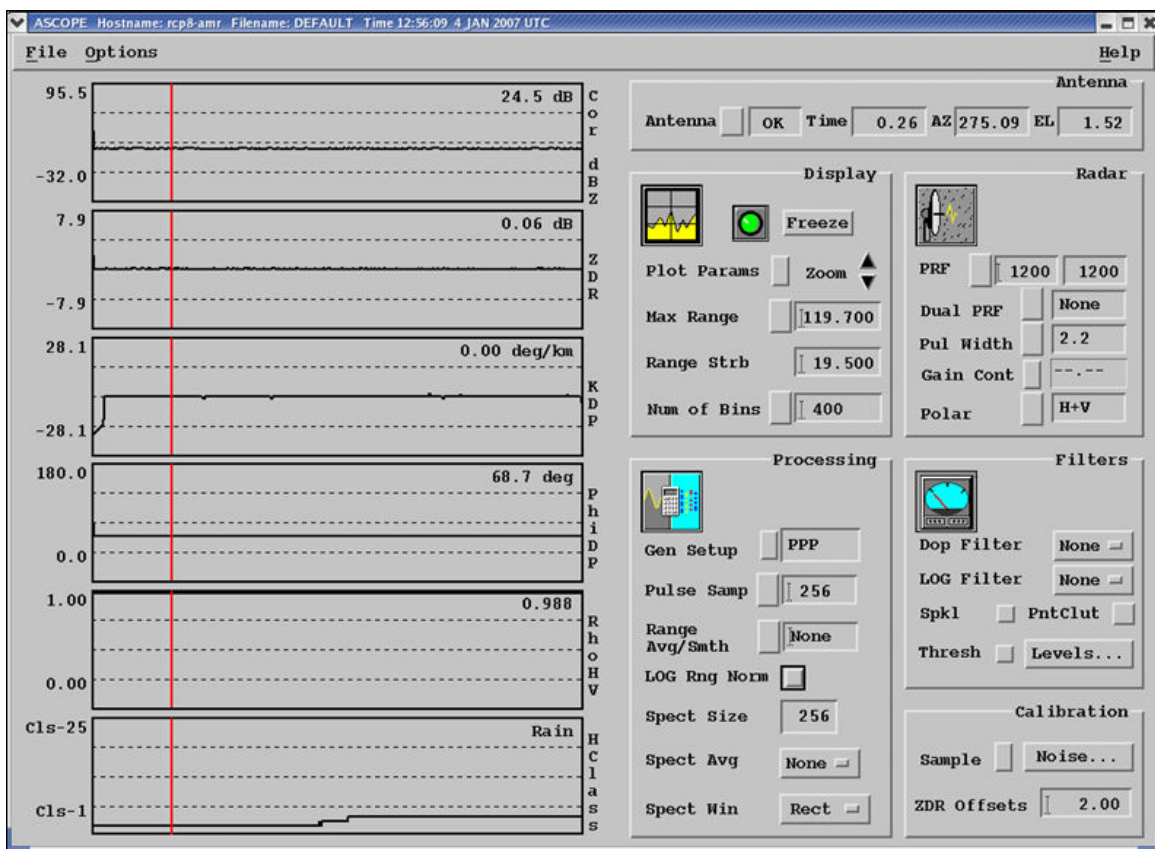 ASCOPE Hostname: rcp8-amr Filename: DEFAULT Time 12:56:09 4 JAN 2007 UTC
File Options Help
95.5
24.5 dB
-32.0
Cor dBZ
7.9
0.06 dB
-7.9
ZDR
28.1
0.00 deg/km
-28.1
KDP
180.0
68.7 deg
0.0
PhiDP
1.00
0.988
0.00
RhoHV
Cls-25
Rain
Cls-1
HClass
Antenna
Antenna OK Time 0.26 AZ 275.09 EL 1.52
Display
Freeze
Plot Params Zoom
Max Range 119.700
Range Strb 19.500
Num of Bins 400
Radar
PRF 1200 1200
Dual PRF None
Pul Width 2.2
Gain Cont --.--
Polar H+V
Processing
Gen Setup PPP
Pulse Samp 256
Range
Avg/Smth None
LOG Rng Norm
Spect Size 256
Spect Avg None
Spect Win Rect
Filters
Dop Filter None
LOG Filter None
Spkl PntClut
Thresh Levels...
Calibration
Sample Noise...
ZDR Offsets 2.00